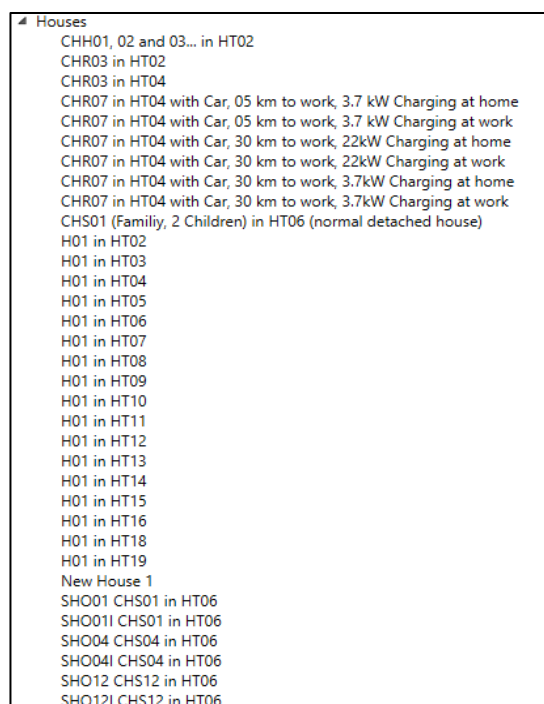 Houses
CHH01, 02 and 03... in HT02
CHR03 in HT02
CHR03 in HT04
CHR07 in HT04 with Car, 05 km to work, 3.7 kW Charging at home
CHR07 in HT04 with Car, 05 km to work, 3.7 kW Charging at work
CHR07 in HT04 with Car, 30 km to work, 22kW Charging at home
CHR07 in HT04 with Car, 30 km to work, 22kW Charging at work
CHR07 in HT04 with Car, 30 km to work, 3.7kW Charging at home
CHR07 in HT04 with Car, 30 km to work, 3.7kW Charging at work
CHS01 (Familiy, 2 Children) in HT06 (normal detached house)
H01 in HT02
H01 in HT03
H01 in HT04
H01 in HT05
H01 in HT06
H01 in HT07
H01 in HT08
H01 in HT09
H01 in HT10
H01 in HT11
H01 in HT12
H01 in HT13
H01 in HT14
H01 in HT15
H01 in HT16
H01 in HT18
H01 in HT19
New House 1
SHO01 CHS01 in HT06
SHO01I CHS01 in HT06
SHO04 CHS04 in HT06
SHO04I CHS04 in HT06
SHO12 CHS12 in HT06
SHO12I CHS12 in HT06